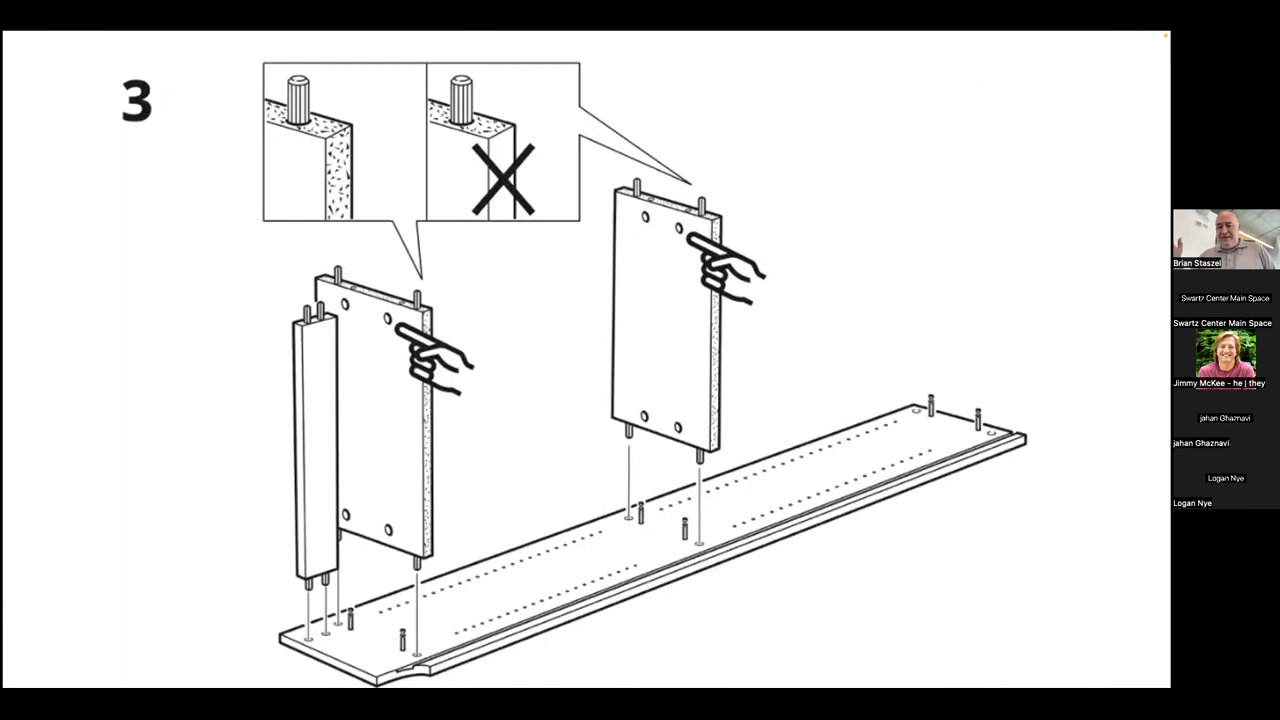 3
Brian Staszel
Swartz Center Main Space
Swartz Center Main Space
Jimmy McKee - he | they
jahan Ghaznavi
jahan Ghaznavi
Logan Nye
Logan Nye